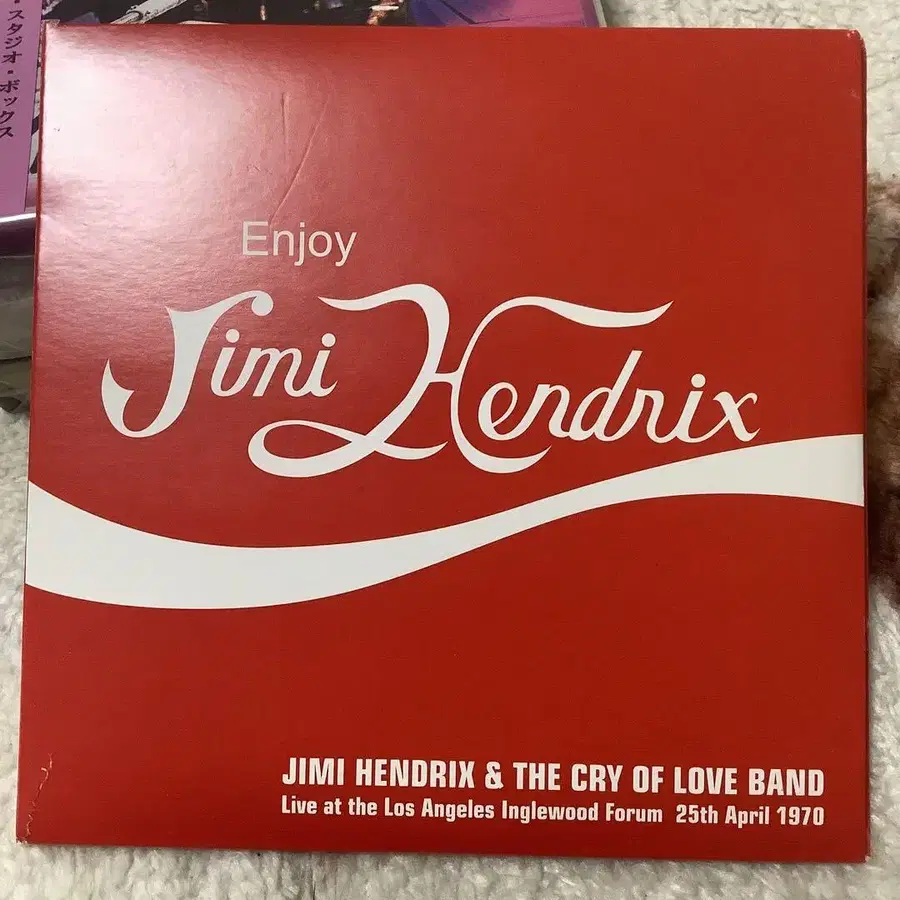 ・スタジオ・ボックス
Enjoy
Jimi Hendrix
JIMI HENDRIX & THE CRY OF LOVE BAND
Live at the Los Angeles Inglewood Forum 25th April 1970